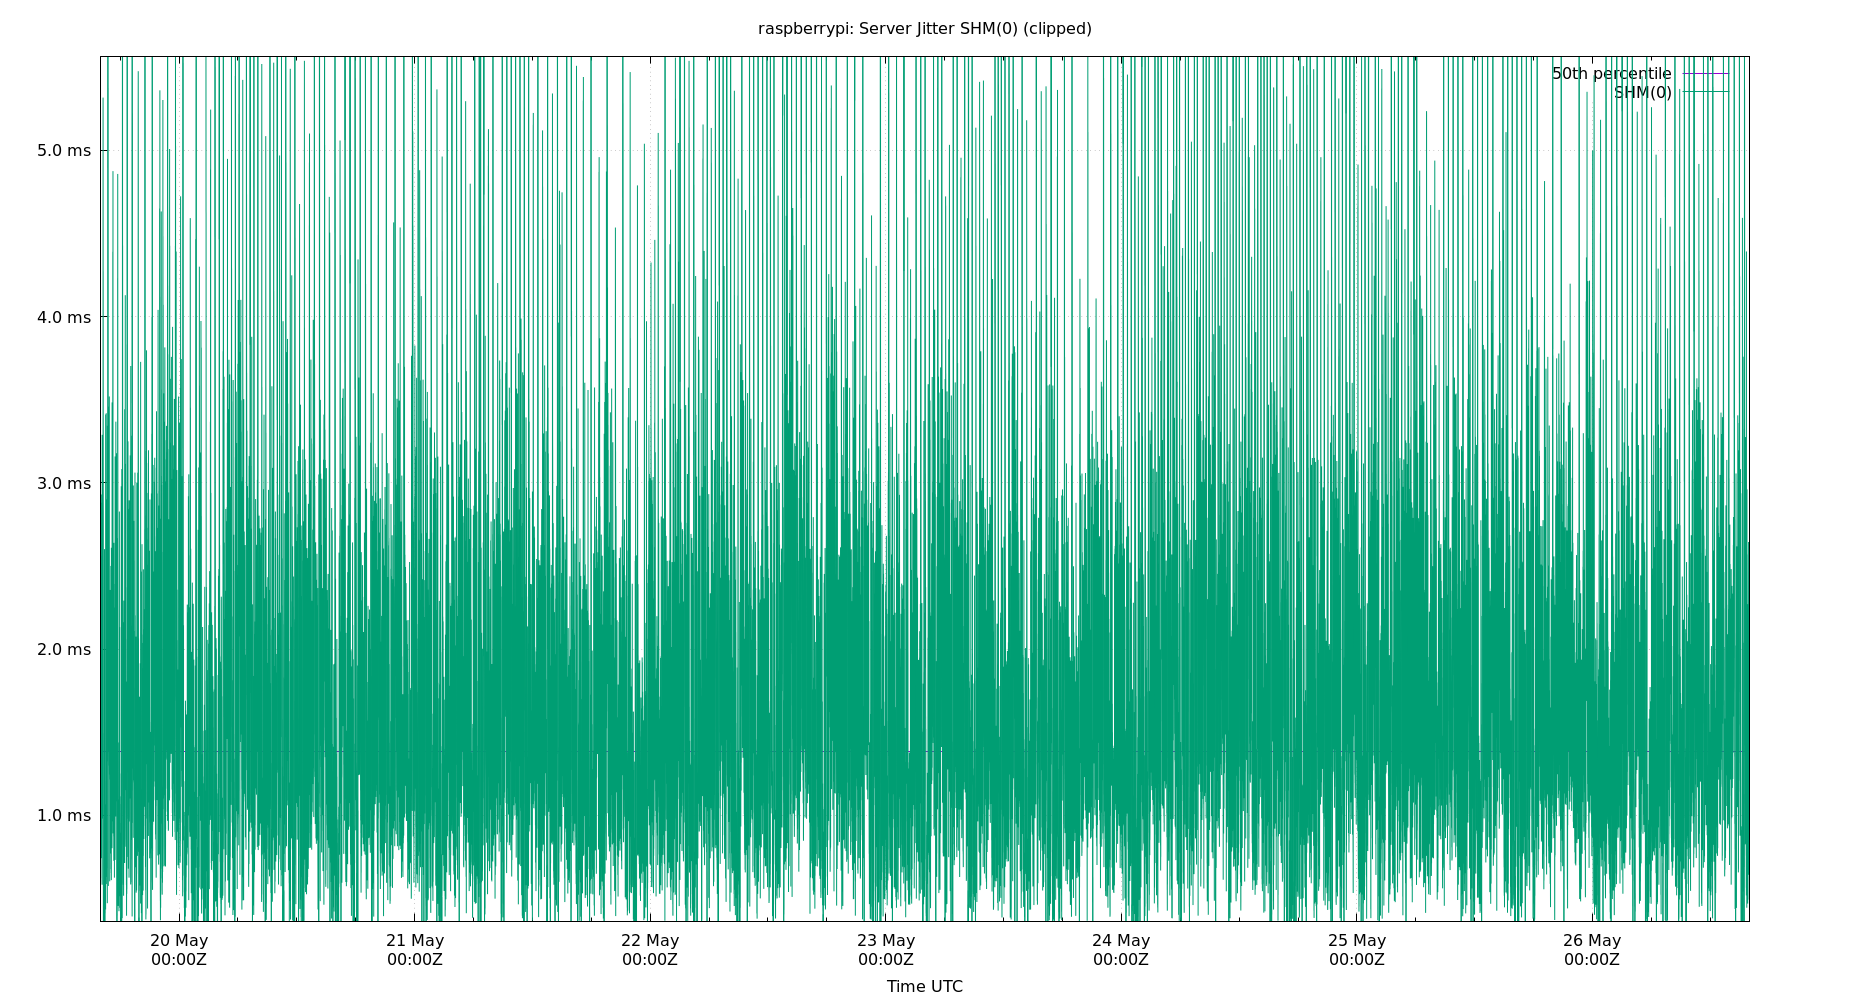 raspberrypi: Server Jitter SHM(0) (clipped)
50th percentile
SHM(0)
5.0 ms
4.0 ms
3.0 ms
2.0 ms
1.0 ms
20 May 21 May 22 May 23 May 24 May 25 May 26 May
00:00Z 00:00Z 00:00Z 00:00Z 00:00Z 00:00Z 00:00Z
Time UTC